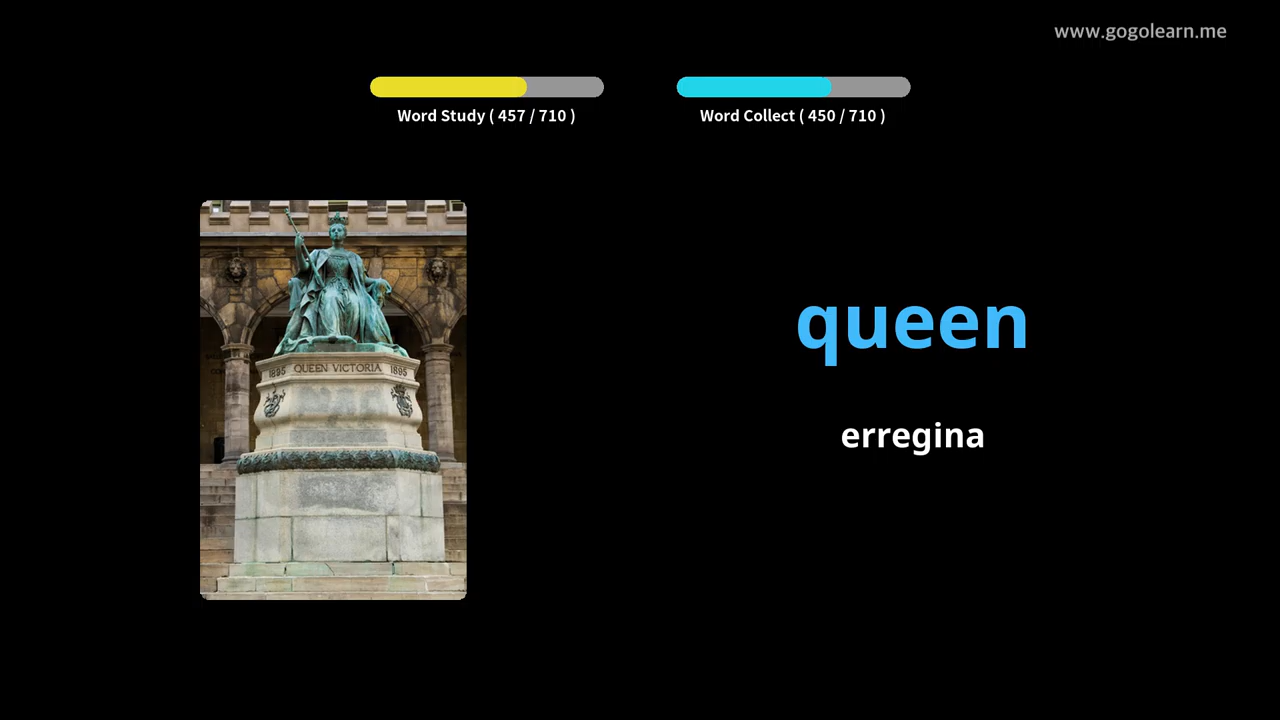 www.gogolearn.me
Word Study ( 457 / 710 )
Word Collect ( 450 / 710 )
1895 QUEEN VICTORIA 1895
queen
erregina